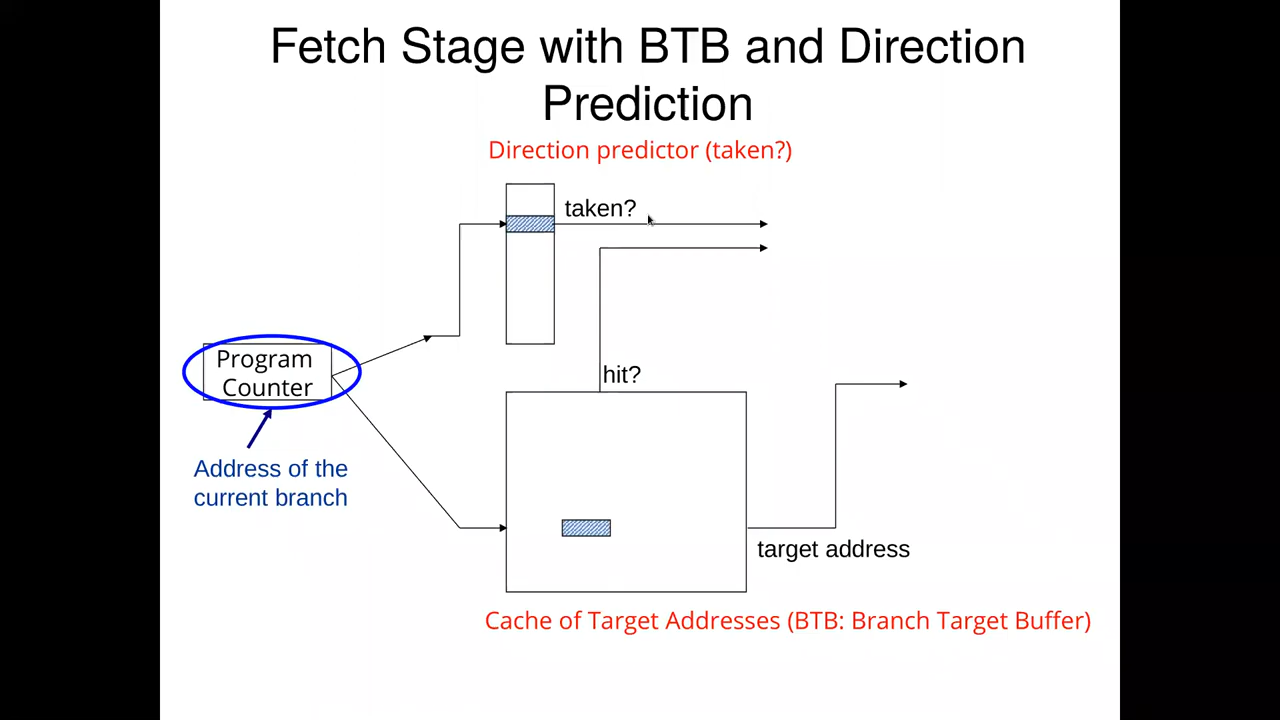 Fetch Stage with BTB and Direction
Prediction
Direction predictor (taken?)
taken?
hit?
Program
Counter
Address of the
current branch
target address
Cache of Target Addresses (BTB: Branch Target Buffer)